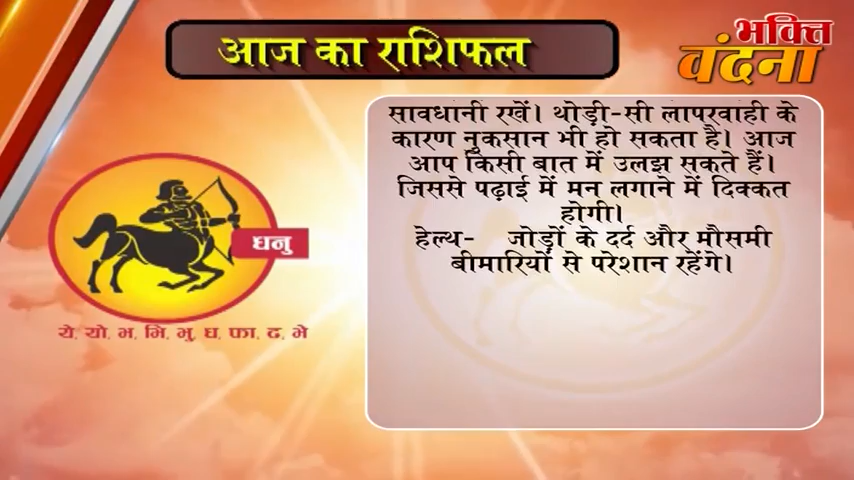 आज का राशिफल
भक्ति
वंदना
सावधानी रखें। थोड़ी-सी लापरवाही के
कारण नुकसान भी हो सकता है। आज
आप किसी बात में उलझ सकते हैं।
जिससे पढ़ाई में मन लगाने में दिक्कत
होगी।
हेल्थ- जोड़ों के दर्द और मौसमी
बीमारियों से परेशान रहेंगे।
धनु
ये, यो, भ, भि, भु, ध, फा, ढ, भे